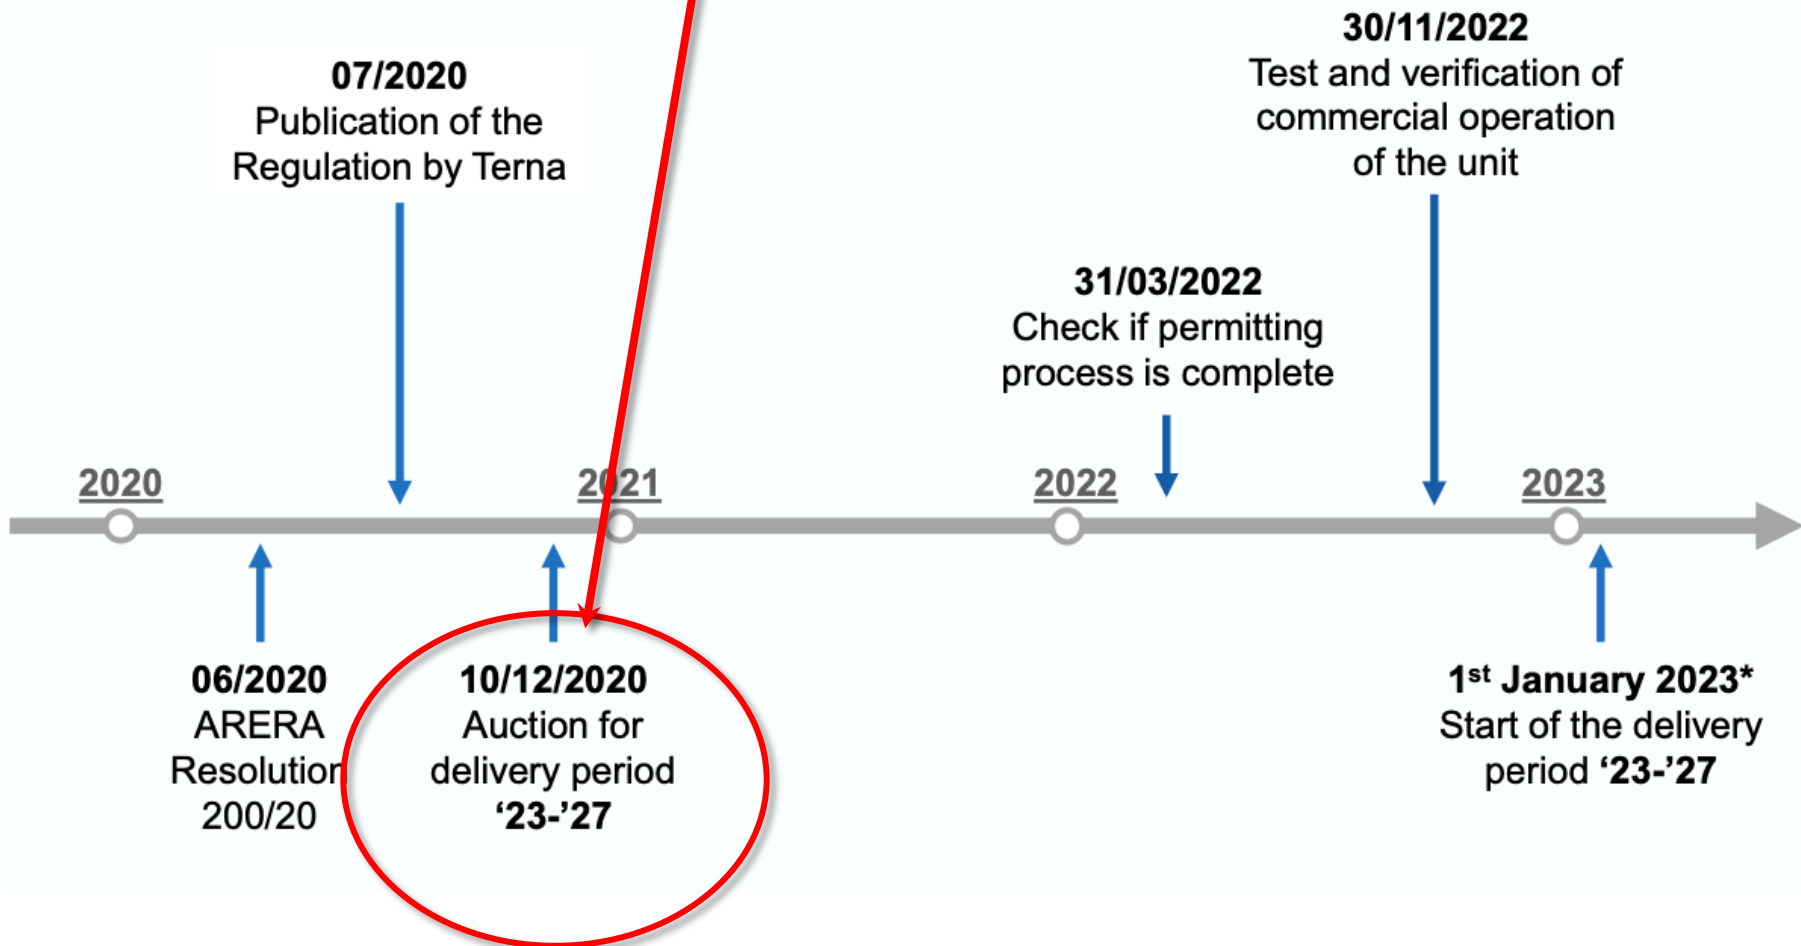 07/2020
Publication of the
Regulation by Terna
30/11/2022
Test and verification of
commercial operation
of the unit
31/03/2022
Check if permitting
process is complete
2020
2021
2022
2023
06/2020
ARERA
Resolution
200/20
10/12/2020
Auction for
delivery period
‘23-’27
1st January 2023*
Start of the delivery
period ‘23-’27